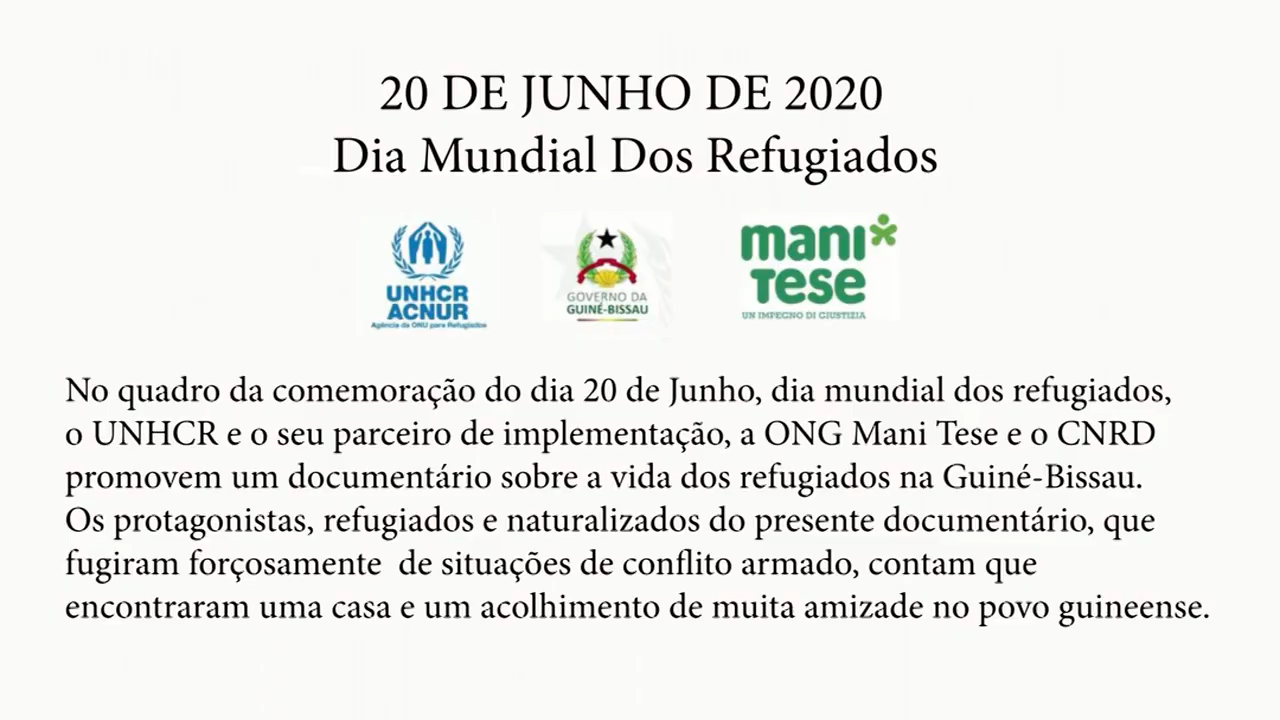 20 DE JUNHO DE 2020
Dia Mundial Dos Refugiados
UNHCR
ACNUR
Agência da ONU para Refugiados
GOVERNO DA
GUINÉ-BISSAU
mani
Tese
UN IMPEGNO DI GIUSTIZIA
No quadro da comemoração do dia 20 de Junho, dia mundial dos refugiados,
o UNHCR e o seu parceiro de implementação, a ONG Mani Tese e o CNRD
promovem um documentário sobre a vida dos refugiados na Guiné-Bissau.
Os protagonistas, refugiados e naturalizados do presente documentário, que
fugiram forçosamente  de situações de conflito armado, contam que
encontraram uma casa e um acolhimento de muita amizade no povo guineense.